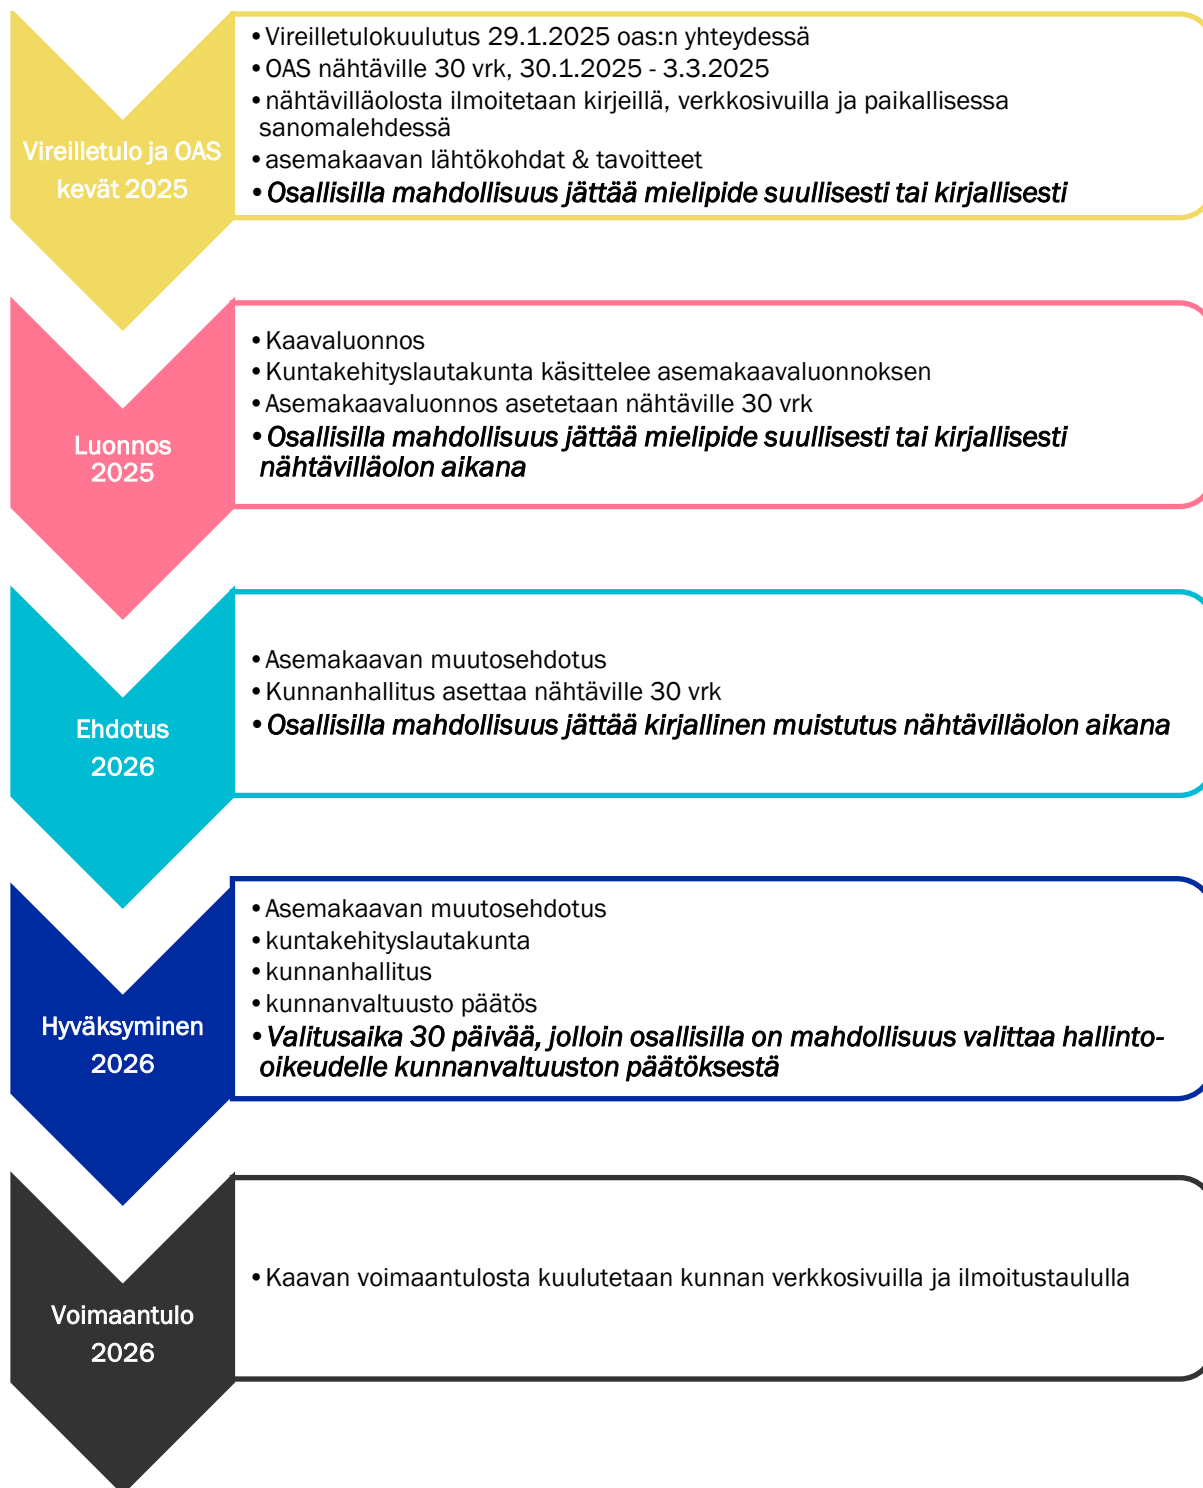 Vireilletulo ja OAS
kevät 2025
•Vireilletulokuulutus 29.1.2025 oas:n yhteydessä
•OAS nähtäville 30 vrk, 30.1.2025 - 3.3.2025
•nähtävilläolosta ilmoitetaan kirjeillä, verkkosivuilla ja paikallisessa
sanomalehdessä
•asemakaavan lähtökohdat & tavoitteet
•Osallisilla mahdollisuus jättää mielipide suullisesti tai kirjallisesti
Luonnos
2025
•Kaavaluonnos
•Kuntakehityslautakunta käsittelee asemakaavaluonnoksen
•Asemakaavaluonnos asetetaan nähtäville 30 vrk
•Osallisilla mahdollisuus jättää mielipide suullisesti tai kirjallisesti
nähtävilläolon aikana
Ehdotus
2026
•Asemakaavan muutosehdotus
•Kunnanhallitus asettaa nähtäville 30 vrk
•Osallisilla mahdollisuus jättää kirjallinen muistutus nähtävilläolon aikana
Hyväksyminen
2026
•Asemakaavan muutosehdotus
•kuntakehityslautakunta
•kunnanhallitus
•kunnanvaltuusto päätös
•Valitusaika 30 päivää, jolloin osallisilla on mahdollisuus valittaa hallinto-
oikeudelle kunnanvaltuuston päätöksestä
Voimaantulo
2026
•Kaavan voimaantulosta kuulutetaan kunnan verkkosivuilla ja ilmoitustaululla